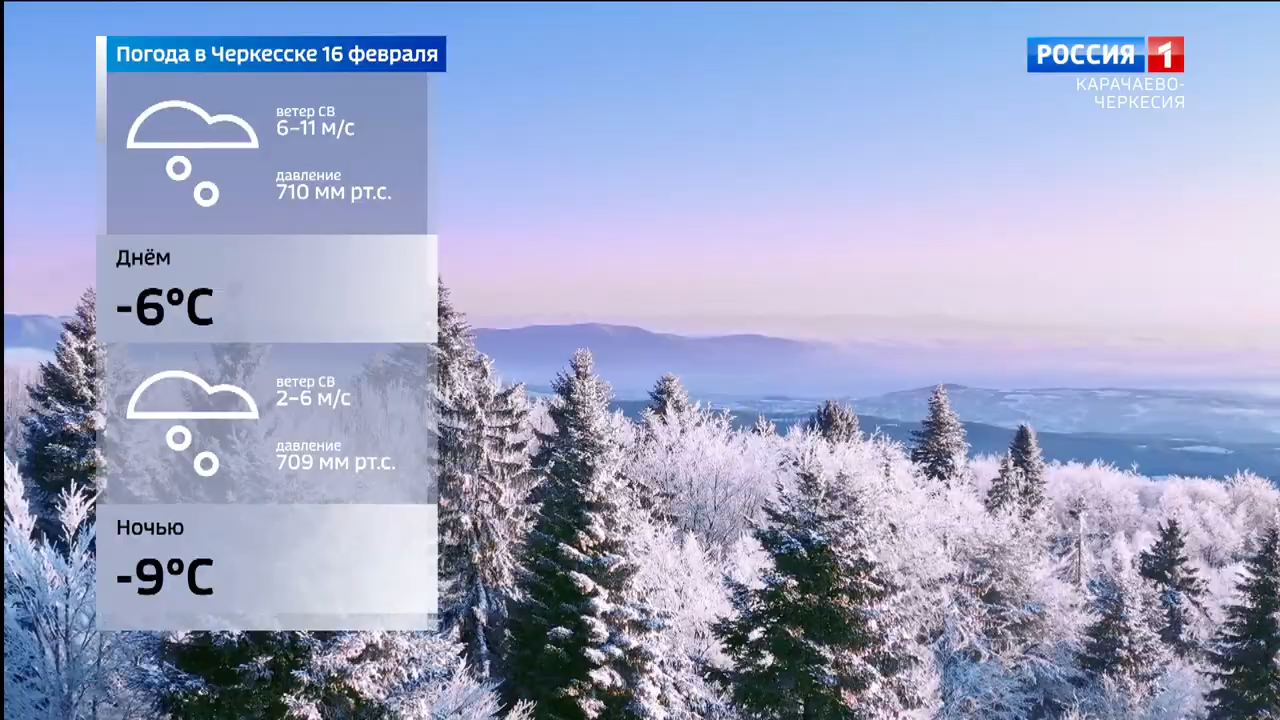 Погода в Черкесске 16 февраля
РОССИЯ 1
КАРАЧАЕВО-
ЧЕРКЕСИЯ
ветер СВ
6–11 м/с
давление
710 мм рт.с.
Днём
-6°C
ветер СВ
2–6 м/с
давление
709 мм рт.с.
Ночью
-9°C